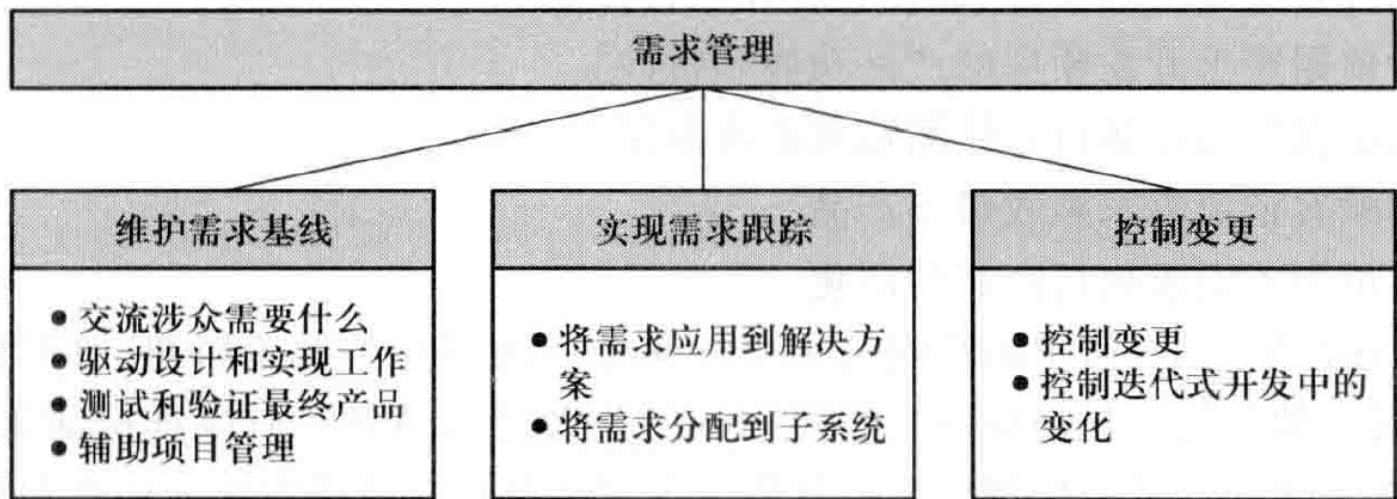 需求管理
维护需求基线
● 交流涉众需要什么
● 驱动设计和实现工作
● 测试和验证最终产品
● 辅助项目管理
实现需求跟踪
● 将需求应用到解决方
案
● 将需求分配到子系统
控制变更
● 控制变更
● 控制迭代式开发中的
变化